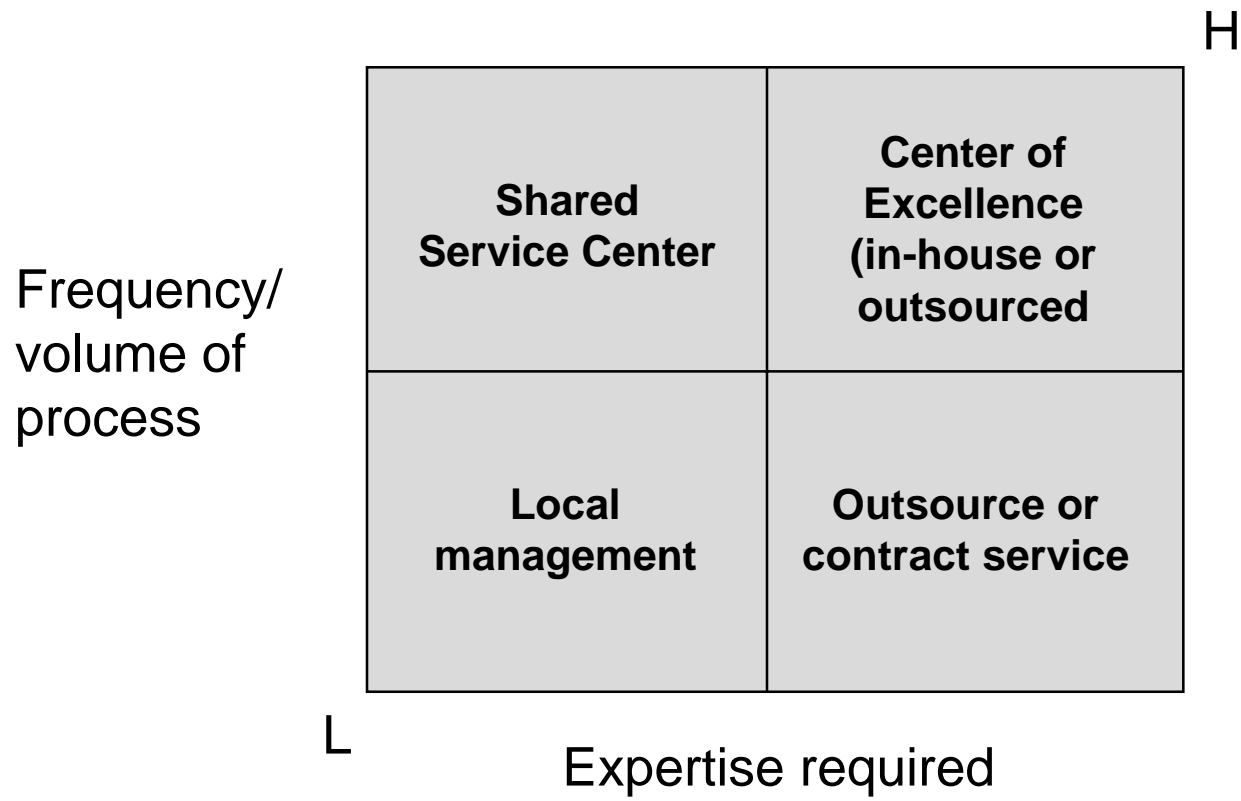 H
Shared
Service Center
Center of
Excellence
(in-house or
outsourced
Frequency/
volume of
process
Local
management
Outsource or
contract service
L
Expertise required